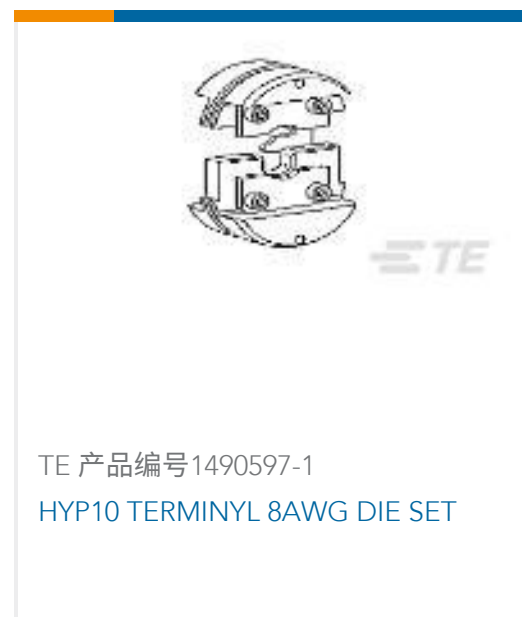 TE
TE 产品编号1490597-1
HYP10 TERMINYL 8AWG DIE SET